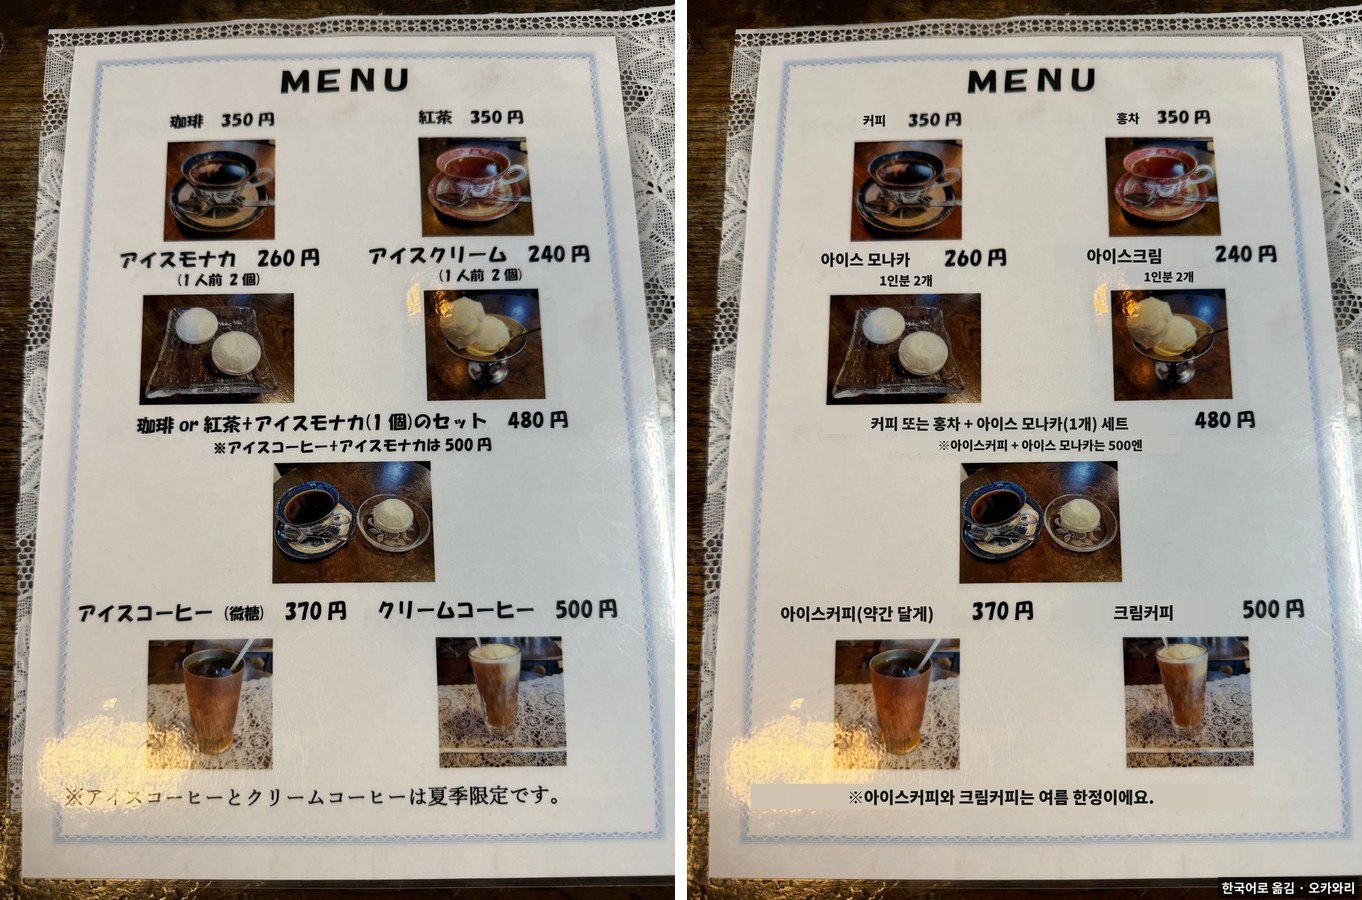 MENU
珈琲 350円
紅茶 350円
アイスモナカ 260円
(1人前 2個)
アイスクリーム 240円
(1人前 2個)
珈琲 or 紅茶+アイスモナカ(1個)のセット 480円
※アイスコーヒー+アイスモナカは500円
アイスコーヒー(微糖) 370円
クリームコーヒー 500円
※アイスコーヒーとクリームコーヒーは夏季限定です。
MENU
커피 350円
홍차 350円
아이스 모나카 260円
1인분 2개
아이스크림 240円
1인분 2개
커피 또는 홍차 + 아이스 모나카(1개) 세트 480円
※아이스커피 + 아이스 모나카는 500엔
아이스커피(약간 달게) 370円
크림커피 500円
※아이스커피와 크림커피는 여름 한정이에요.
한국어로 옮김 · 오카와리